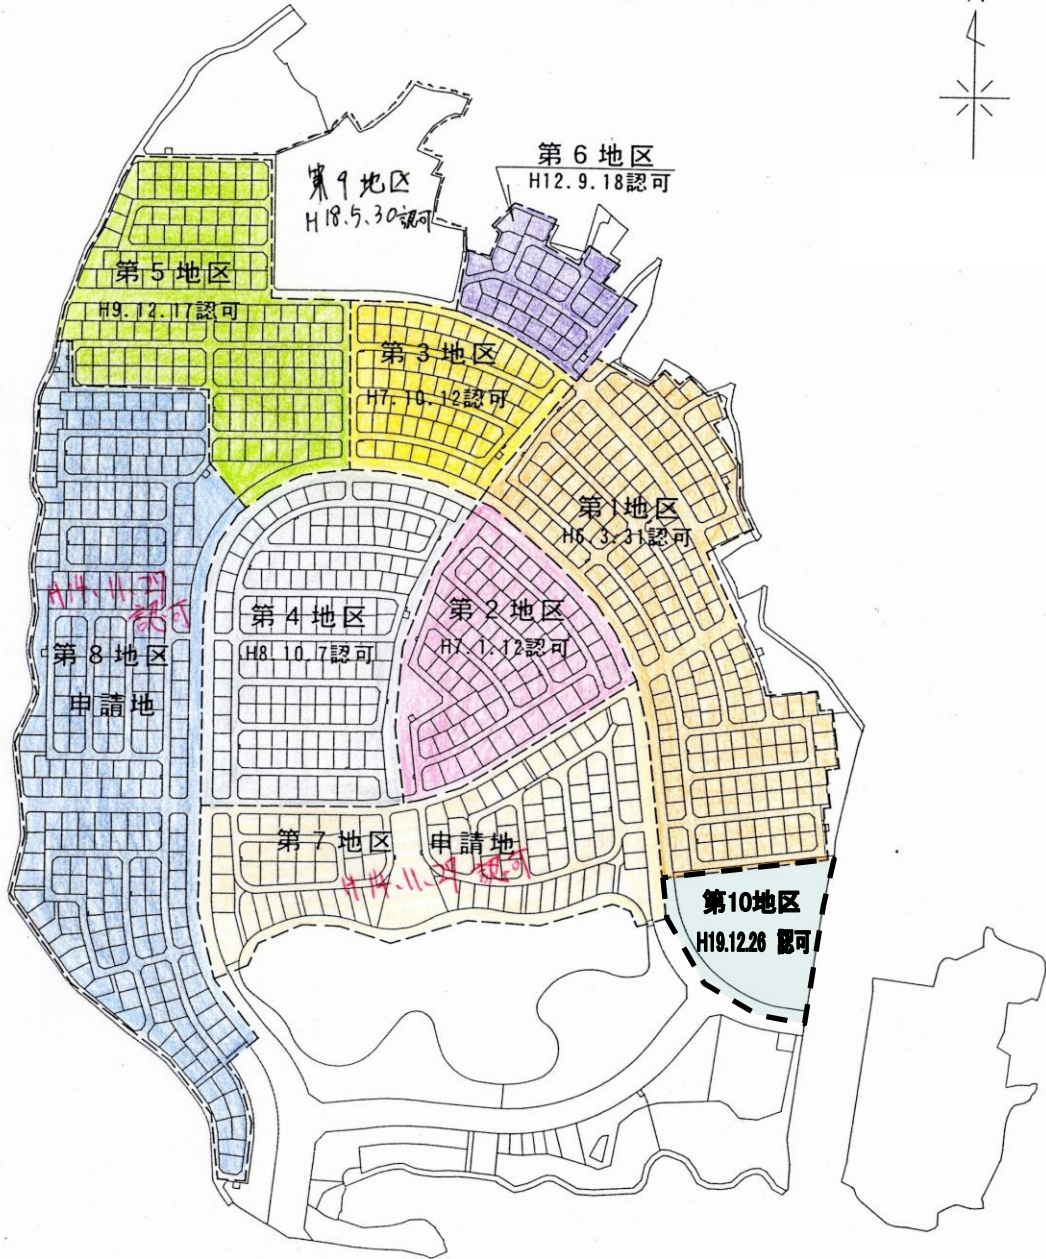 第6地区
H12.9.18認可
第9地区
H18.5.30認可
第5地区
H9.12.17認可
第3地区
H7.10.12認可
第1地区
H6.3.31認可
H14.11.27
認可
第8地区
申請地
第4地区
H8.10.7認可
第2地区
H7.1.12認可
第7地区 申請地
H14.11.27 認可
第10地区
H19.12.26 認可